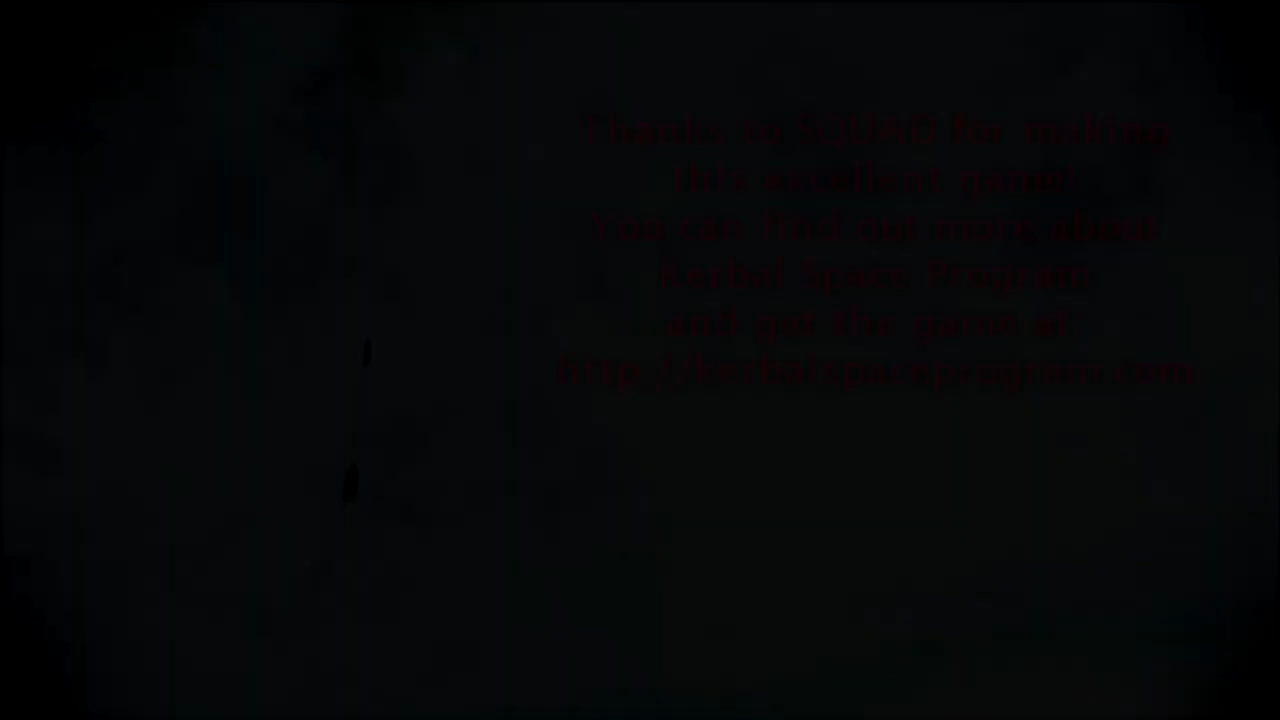 Thanks to SQUAD for making
this excellent game!
You can find out more about
Kerbal Space Program
and get the game at
http://kerbalspaceprogram.com